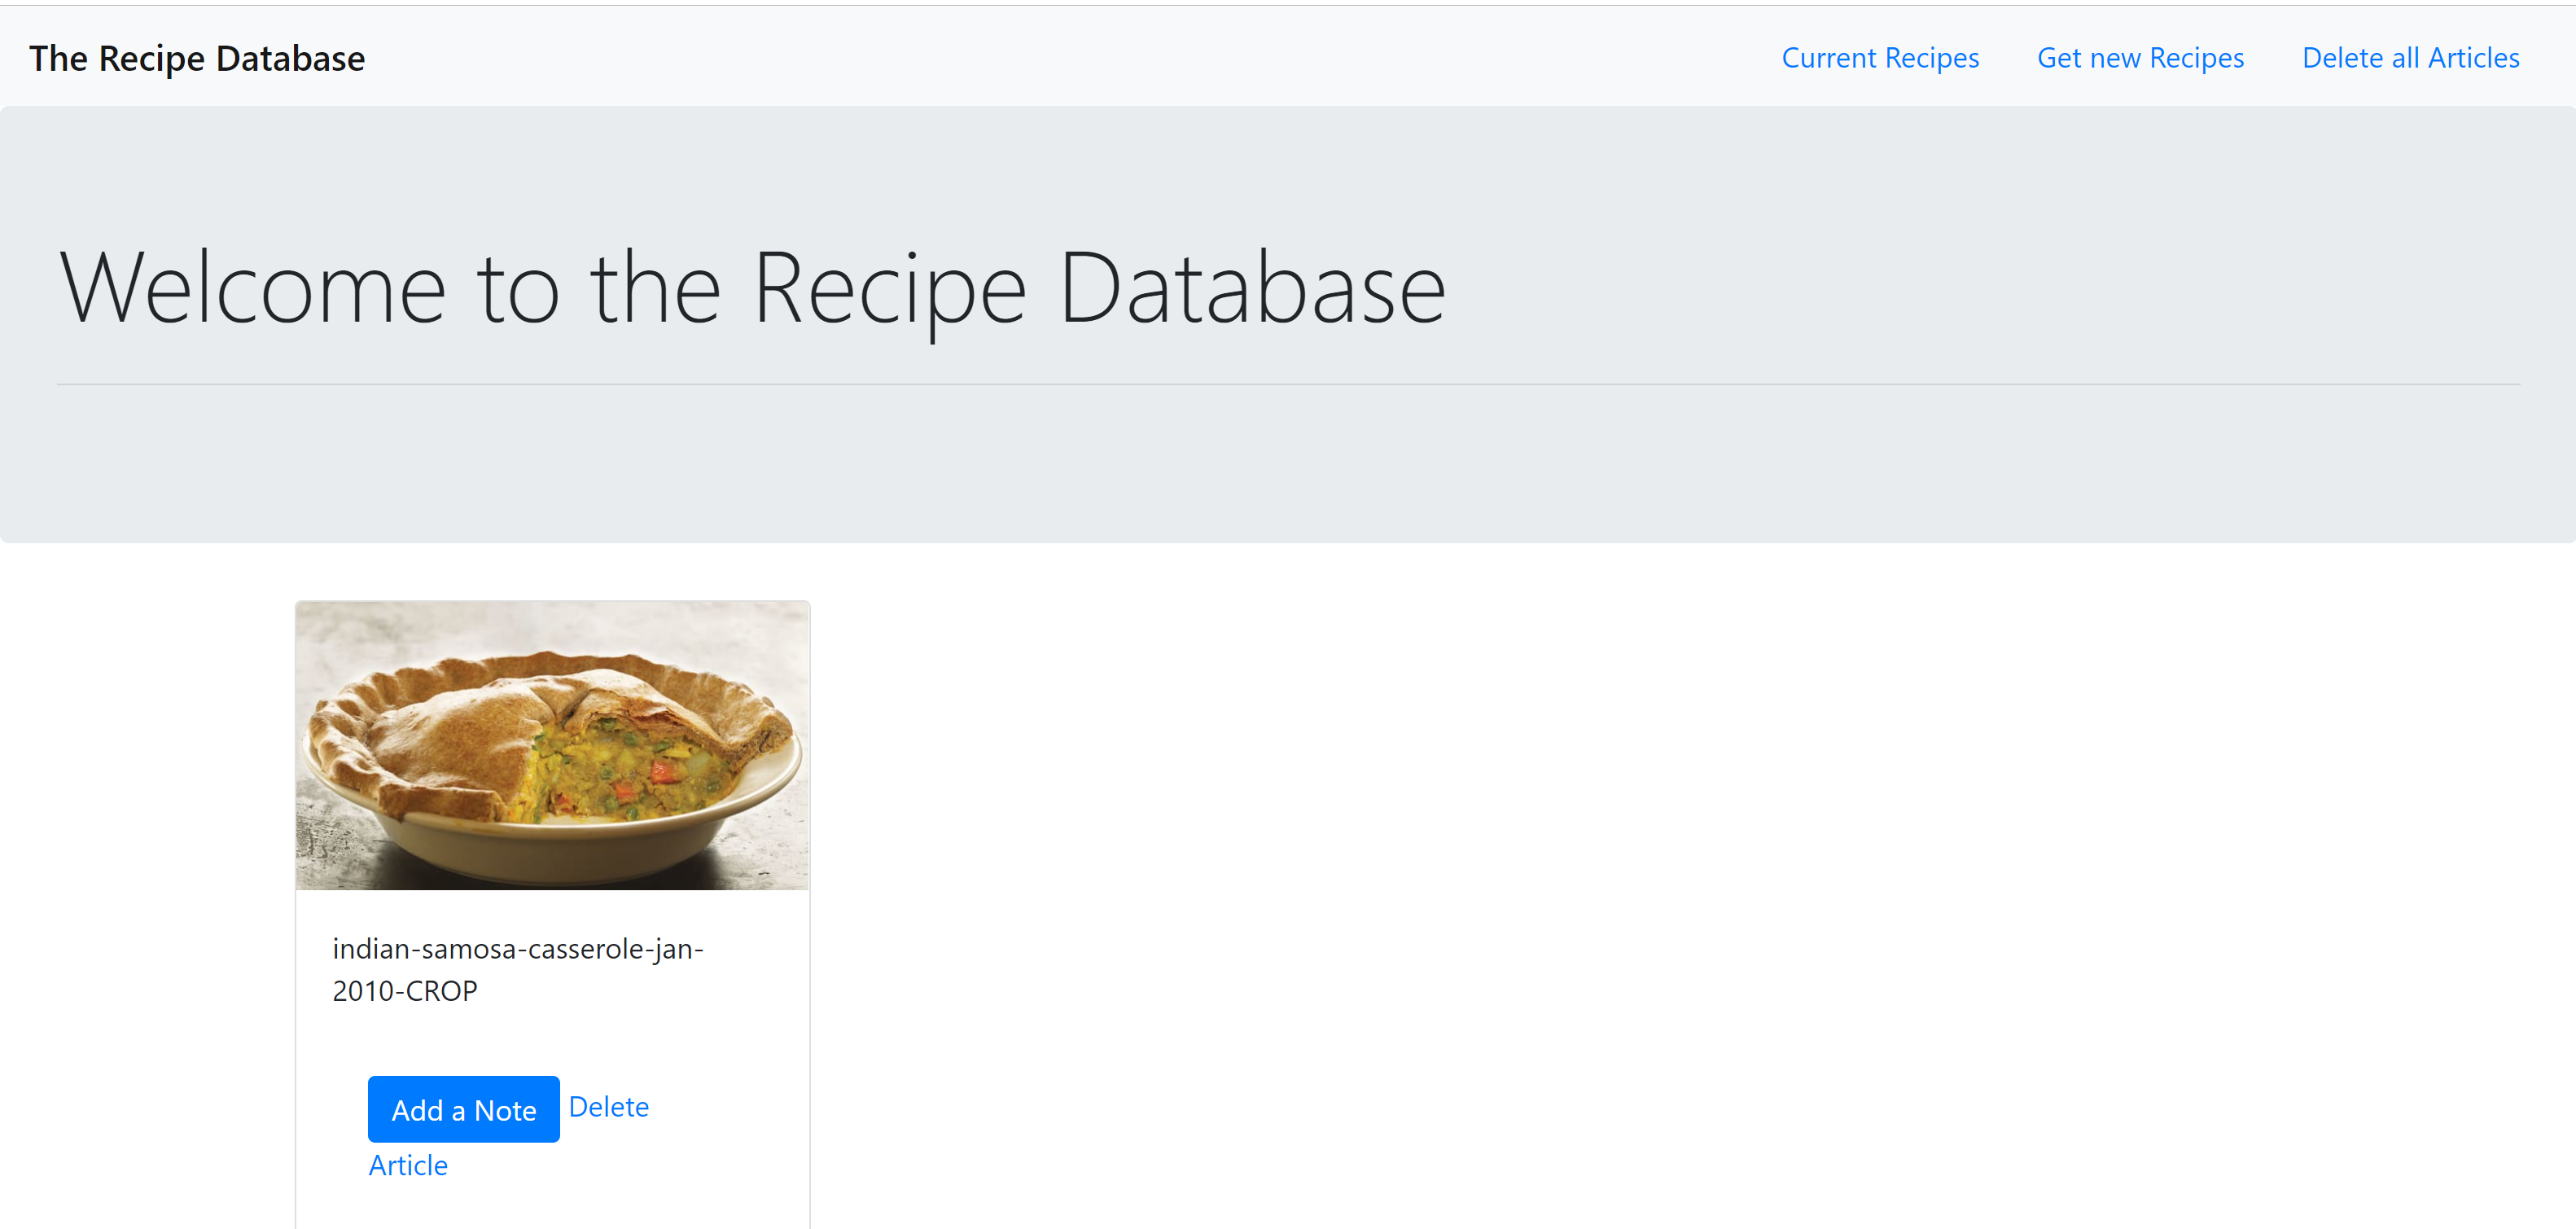 The Recipe Database
Current Recipes
Get new Recipes
Delete all Articles
Welcome to the Recipe Database
indian-samosa-casserole-jan-
2010-CROP
Add a Note Delete
Article